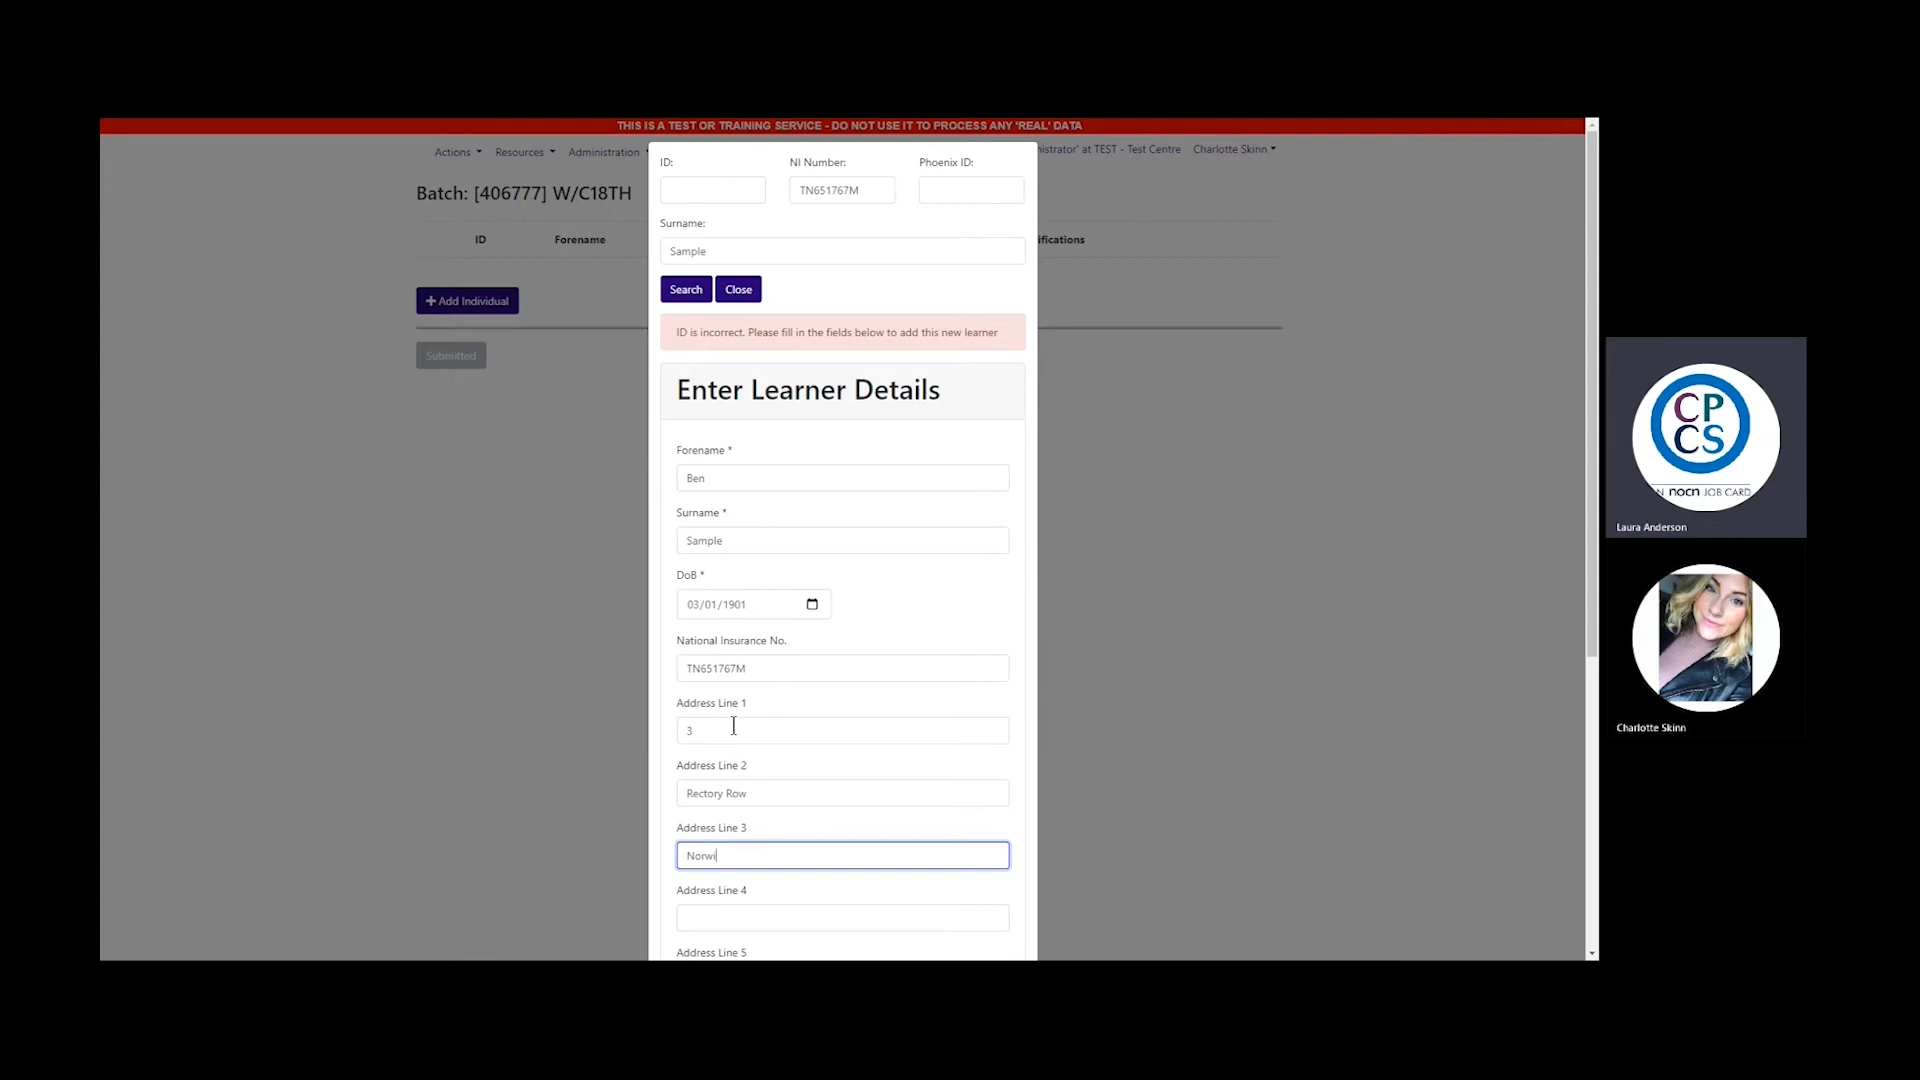 THIS IS A TEST OR TRAINING SERVICE - DO NOT USE IT TO PROCESS ANY 'REAL' DATA
Actions Resources Administration
nistrator' at TEST - Test Centre Charlotte Skinn
Batch: [406777] W/C18TH
ID Forename
ifications
+ Add Individual
Submitted
ID: NI Number: Phoenix ID:
TN651767M
Surname:
Sample
Search Close
ID is incorrect. Please fill in the fields below to add this new learner
Enter Learner Details
Forename *
Ben
Surname *
Sample
DoB *
03/01/1901
National Insurance No.
TN651767M
Address Line 1
3
Address Line 2
Rectory Row
Address Line 3
Norwi
Address Line 4
Address Line 5
CP
CS
N nocn JOB CARD
Laura Anderson
Charlotte Skinn